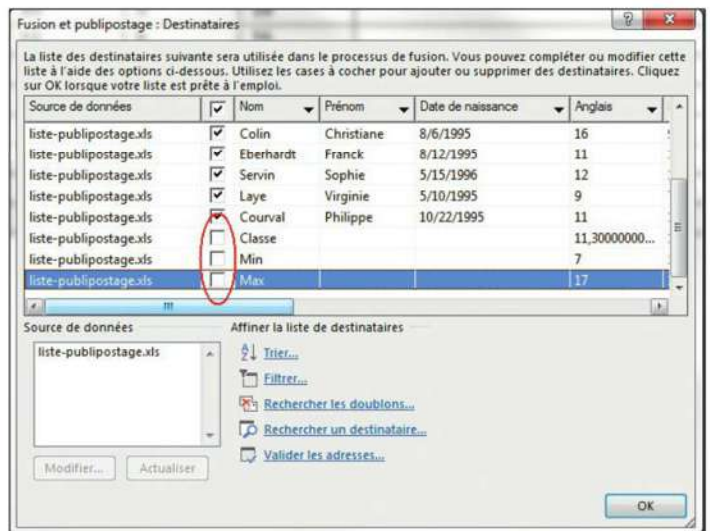 Fusion et publipostage : Destinataires
La liste des destinataires suivante sera utilisée dans le processus de fusion. Vous pouvez compléter ou modifier cette
liste à l'aide des options ci-dessous. Utilisez les cases à cocher pour ajouter ou supprimer des destinataires. Cliquez
sur OK lorsque votre liste est prête à l'emploi.
Source de données Nom Prénom Date de naissance Anglais
liste-publipostage.xls Colin Christiane 8/6/1995 16
liste-publipostage.xls Eberhardt Franck 8/12/1995 11
liste-publipostage.xls Servin Sophie 5/15/1996 12
liste-publipostage.xls Laye Virginie 5/10/1995 9
liste-publipostage.xls Courval Philippe 10/22/1995 11
liste-publipostage.xls Classe 11,30000000...
liste-publipostage.xls Min 7
liste-publipostage.xls Max 17
Source de données
liste-publipostage.xls
Modifier... Actualiser
Affiner la liste de destinataires
Trier...
Filtrer...
Rechercher les doublons...
Rechercher un destinataire...
Valider les adresses...
OK